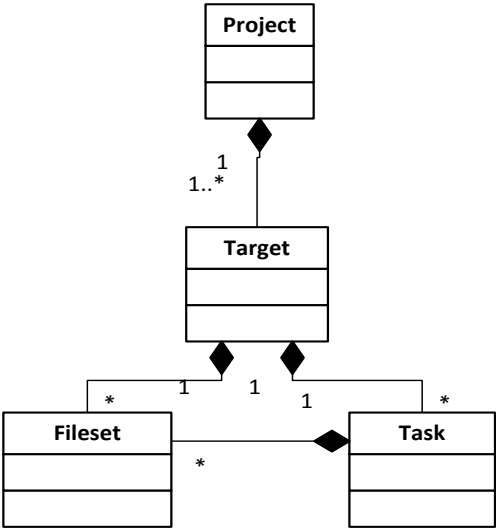 Project
1
1..*
Target
1 1 1
* *
Fileset Task
*